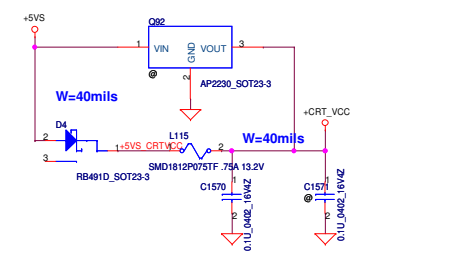 +5VS
Q92
1
VIN
VOUT
3
GND
2
@
AP2230_SOT23-3
W=40mils
+CRT_VCC
D4
2
3
1
+5VS_CRTVCC
1
L115
2
W=40mils
RB491D_SOT23-3
SMD1812P075TF .75A 13.2V
C1570
1
2
0.1U_0402_16V4Z
C1571
@
1
2
0.1U_0402_16V4Z